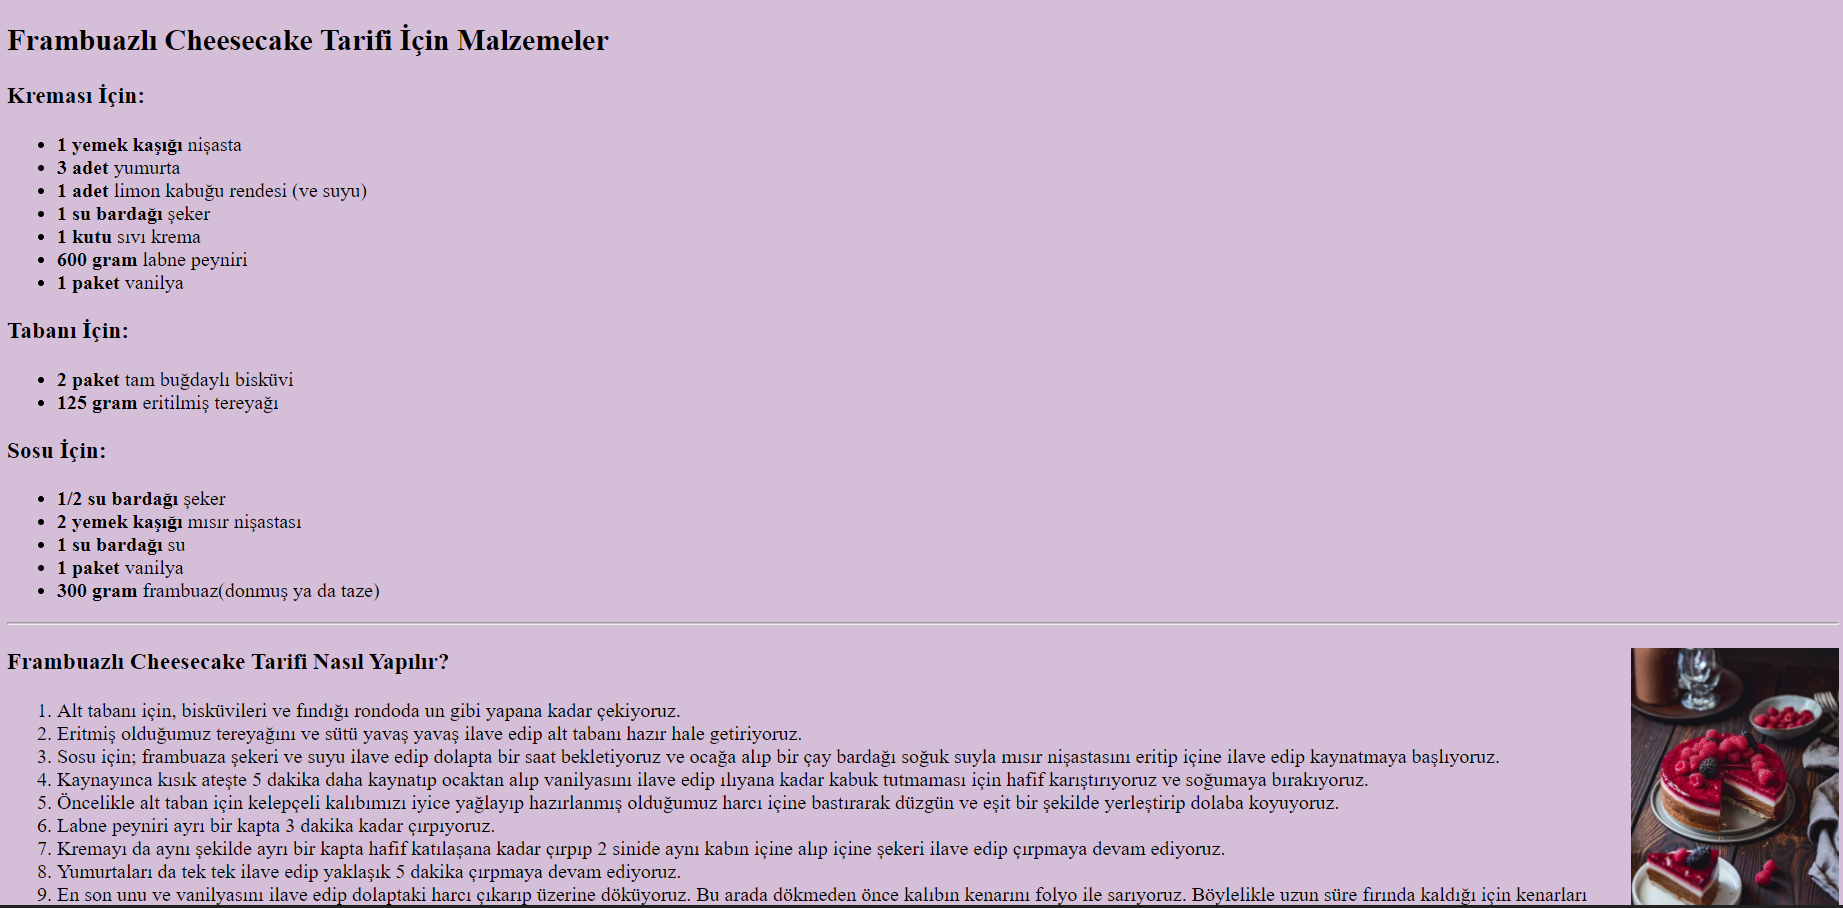 Frambuazlı Cheesecake Tarifi İçin Malzemeler
Kreması İçin:
1 yemek kaşığı nişasta
3 adet yumurta
1 adet limon kabuğu rendesi (ve suyu)
1 su bardağı şeker
1 kutu sıvı krema
600 gram labne peyniri
1 paket vanilya
Tabanı İçin:
2 paket tam buğdaylı bisküvi
125 gram eritilmiş tereyağı
Sosu İçin:
1/2 su bardağı şeker
2 yemek kaşığı mısır nişastası
1 su bardağı su
1 paket vanilya
300 gram frambuaz(donmuş ya da taze)
Frambuazlı Cheesecake Tarifi Nasıl Yapılır?
1. Alt tabanı için, bisküvileri ve fındığı rondoda un gibi yapana kadar çekiyoruz.
2. Eritmiş olduğumuz tereyağını ve sütü yavaş yavaş ilave edip alt tabanı hazır hale getiriyoruz.
3. Sosu için; frambuaza şekeri ve suyu ilave edip dolapta bir saat bekletiyoruz ve ocağa alıp bir çay bardağı soğuk suyla mısır nişastasını eritip içine ilave edip kaynatmaya başlıyoruz.
4. Kaynayınca kısık ateşte 5 dakika daha kaynatıp ocaktan alıp vanilyasını ilave edip ılıyana kadar kabuk tutmaması için hafif karıştırıyoruz ve soğumaya bırakıyoruz.
5. Öncelikle alt taban için kelepçeli kalıbımızı iyice yağlayıp hazırlanmış olduğumuz harcı içine bastırarak düzgün ve eşit bir şekilde yerleştirip dolaba koyuyoruz.
6. Labne peyniri ayrı bir kapta 3 dakika kadar çırpıyoruz.
7. Kremayı da aynı şekilde ayrı bir kapta hafif katılaşana kadar çırpıp 2 sinide aynı kabın içine alıp içine şekeri ilave edip çırpmaya devam ediyoruz.
8. Yumurtaları da tek tek ilave edip yaklaşık 5 dakika çırpmaya devam ediyoruz.
9. En son unu ve vanilyasını ilave edip dolaptaki harcı çıkarıp üzerine döküyoruz. Bu arada dökmeden önce kalıbın kenarını folyo ile sarıyoruz. Böylelikle uzun süre fırında kaldığı için kenarları